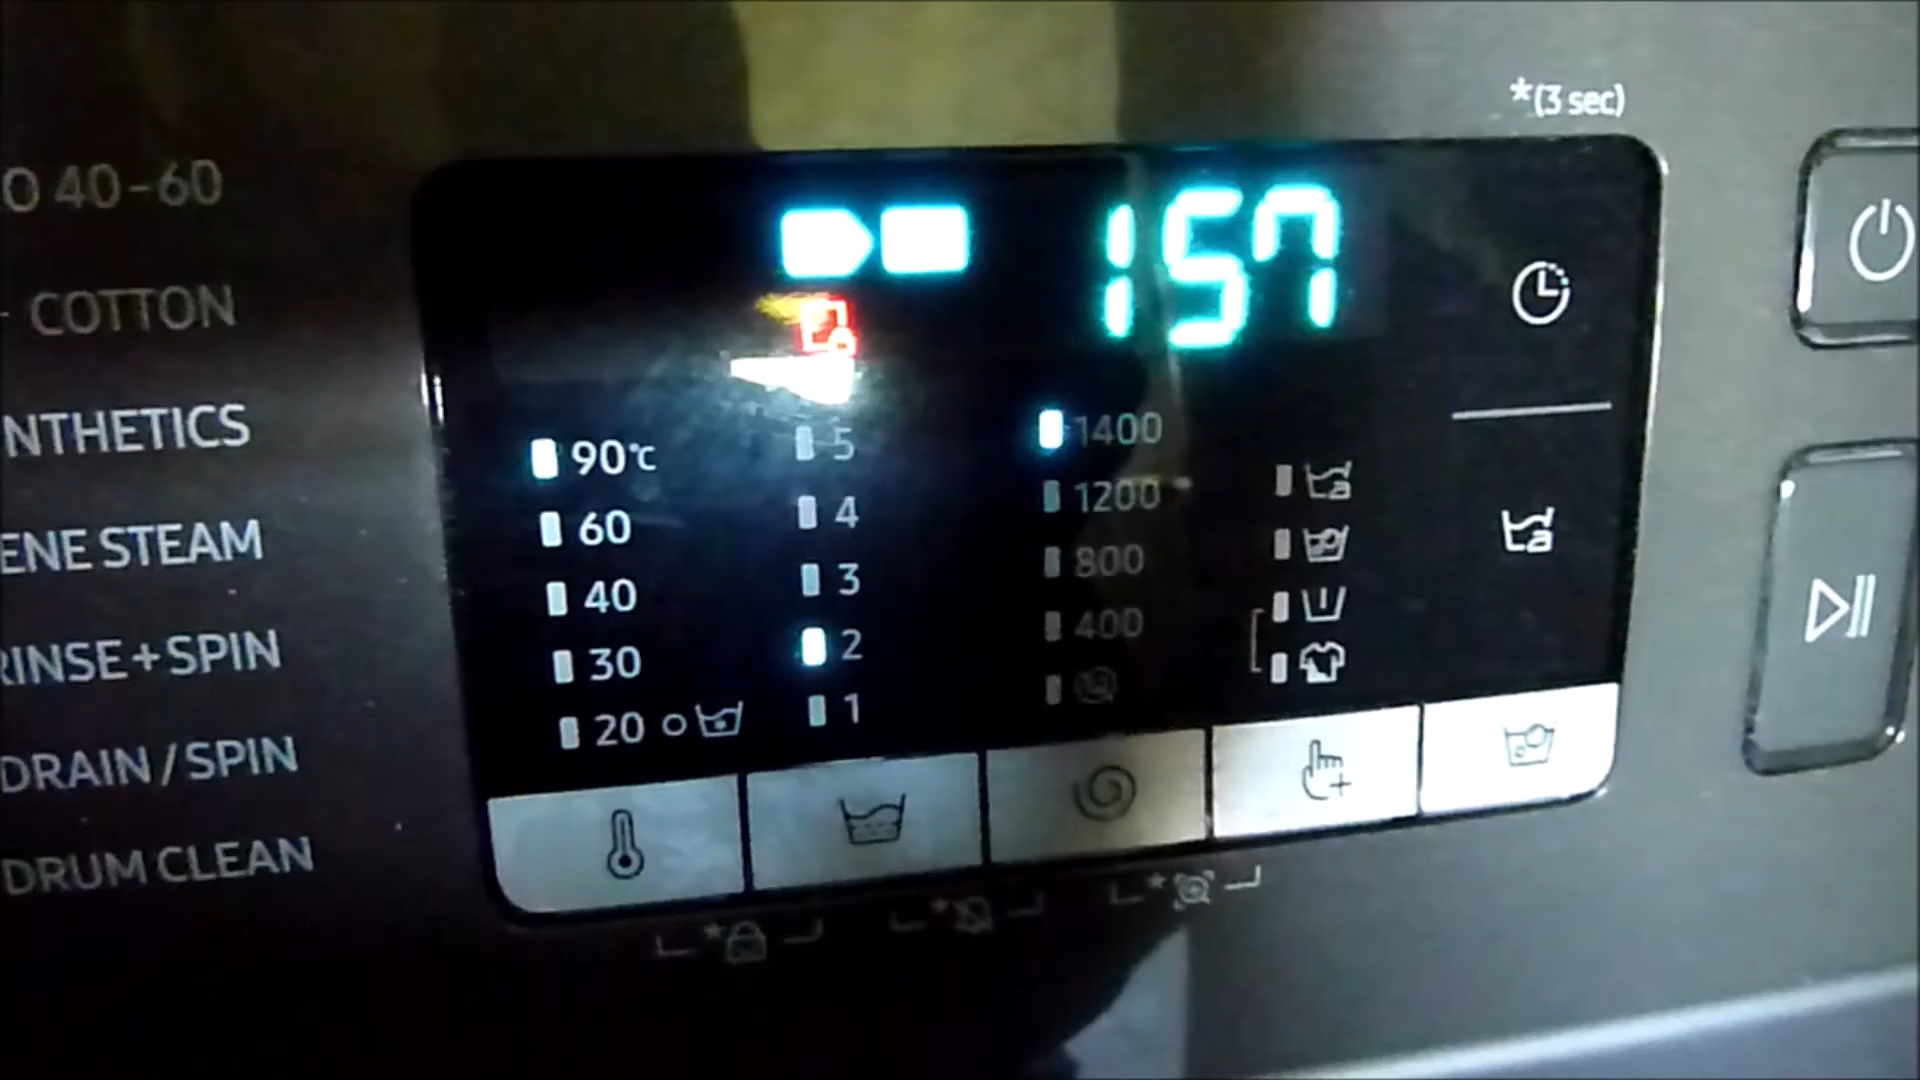 *(3 sec)
O 40-60
COTTON
NTHETICS
ENE STEAM
RINSE+SPIN
DRAIN/SPIN
DRUM CLEAN
157
90℃
60
40
30
20
5
4
3
2
1
1400
1200
800
400